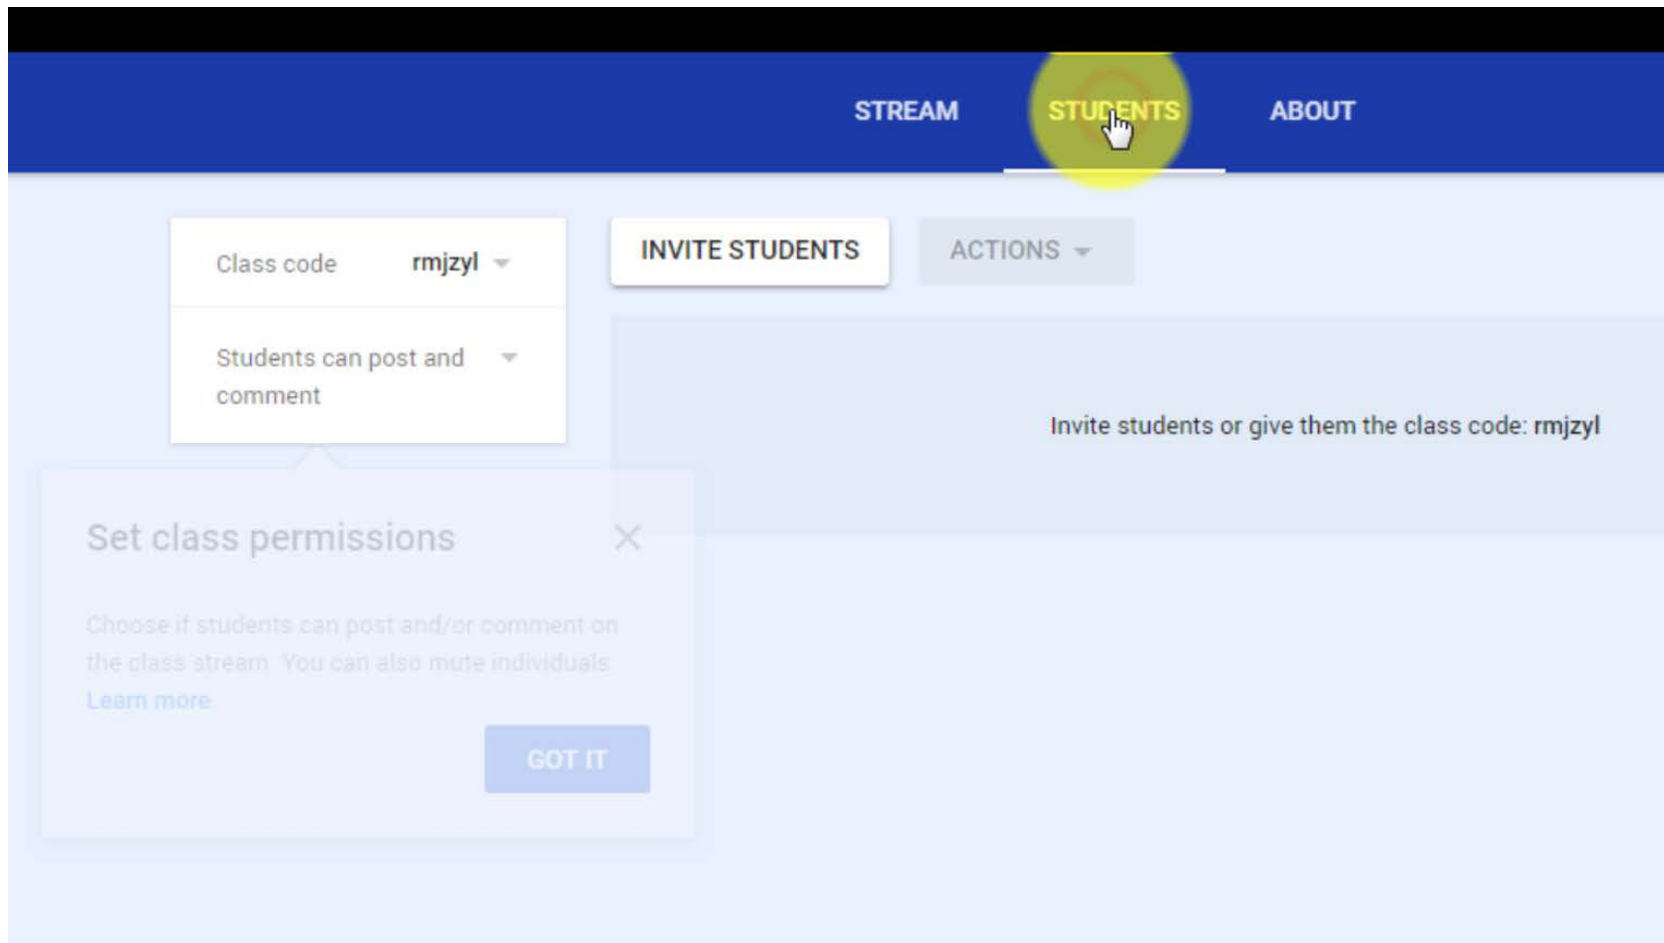 STREAM STUDENTS ABOUT
Class code rmjzyl
INVITE STUDENTS ACTIONS
Students can post and
comment
Invite students or give them the class code: rmjzyl
Set class permissions
Choose if students can post and/or comment on
the class stream. You can also mute individuals
Learn more
GOT IT